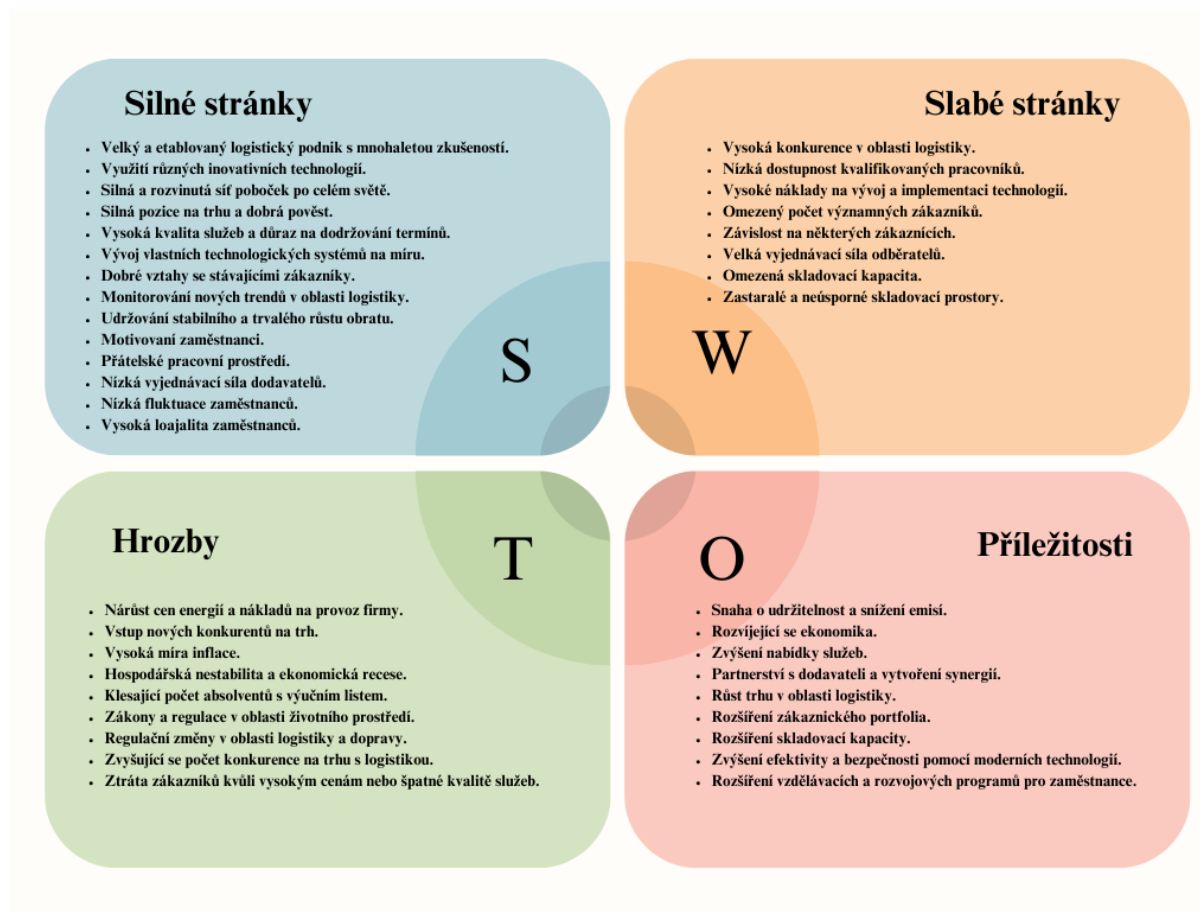 Silné stránky
• Velký a etablovaný logistický podnik s mnohaletou zkušeností.
• Využití různých inovativních technologií.
• Silná a rozvinutá síť poboček po celém světě.
• Silná pozice na trhu a dobrá pověst.
• Vysoká kvalita služeb a důraz na dodržování termínů.
• Vývoj vlastních technologických systémů na míru.
• Dobré vztahy se stávajícími zákazníky.
• Monitorování nových trendů v oblasti logistiky.
• Udržování stabilního a trvalého růstu obratu.
• Motivovaní zaměstnanci.
• Přátelské pracovní prostředí.
• Nízká vyjednávací síla dodavatelů.
• Nízká fluktuace zaměstnanců.
• Vysoká loajalita zaměstnanců.
S
Slabé stránky
• Vysoká konkurence v oblasti logistiky.
• Nízká dostupnost kvalifikovaných pracovníků.
• Vysoké náklady na vývoj a implementaci technologií.
• Omezený počet významných zákazníků.
• Závislost na některých zákaznících.
• Velká vyjednávací síla odběratelů.
• Omezená skladovací kapacita.
• Zastaralé a neúsporné skladovací prostory.
W
Hrozby
T
• Nárůst cen energií a nákladů na provoz firmy.
• Vstup nových konkurentů na trh.
• Vysoká míra inflace.
• Hospodářská nestabilita a ekonomická recese.
• Klesající počet absolventů s výučním listem.
• Zákony a regulace v oblasti životního prostředí.
• Regulační změny v oblasti logistiky a dopravy.
• Zvyšující se počet konkurence na trhu s logistikou.
• Ztráta zákazníků kvůli vysokým cenám nebo špatné kvalitě služeb.
O
Příležitosti
• Snaha o udržitelnost a snížení emisí.
• Rozvíjející se ekonomika.
• Zvýšení nabídky služeb.
• Partnerství s dodavateli a vytvoření synergií.
• Růst trhu v oblasti logistiky.
• Rozšíření zákaznického portfolia.
• Rozšíření skladovací kapacity.
• Zvýšení efektivity a bezpečnosti pomocí moderních technologií.
• Rozšíření vzdělávacích a rozvojových programů pro zaměstnance.